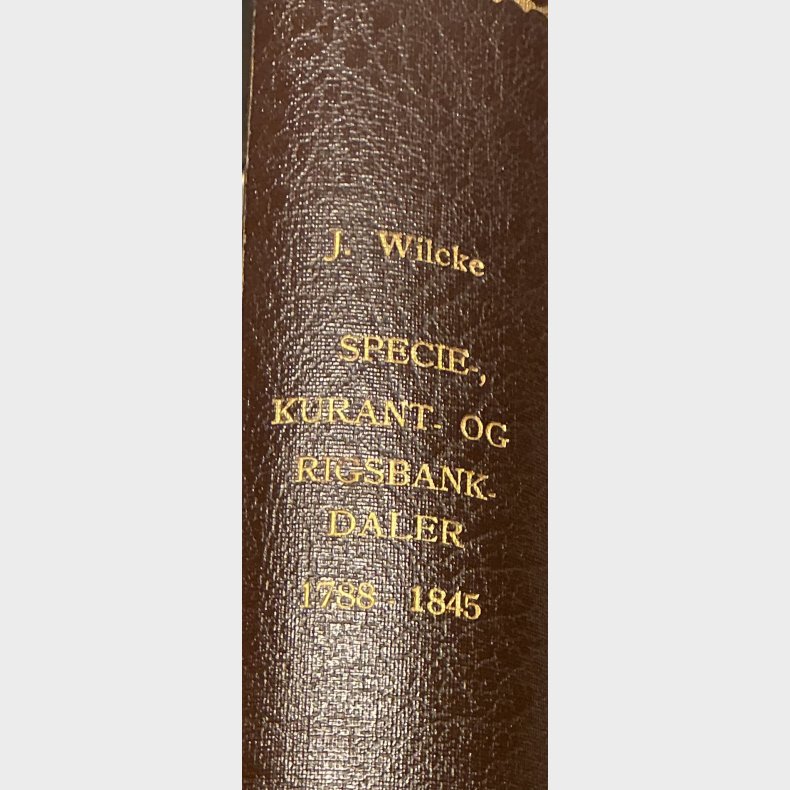 J. Wilcke
SPECIE-,
KURANT- OG
RIGSBANK-
DALER
1788 - 1845